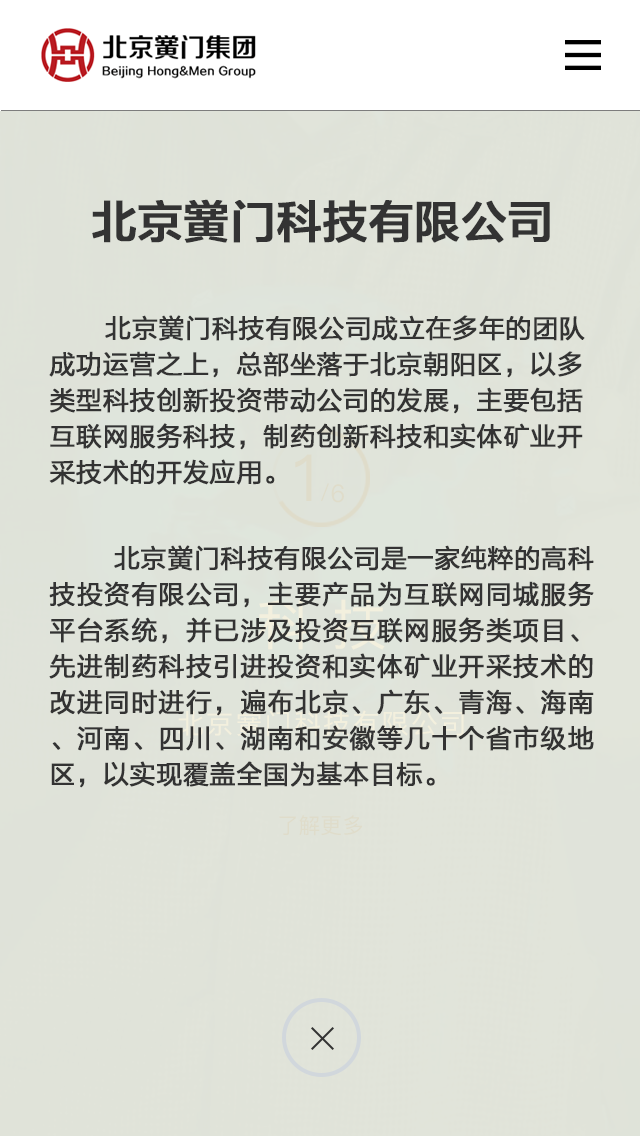 北京黉门集团
Beijing Hong&Men Group
北京黉门科技有限公司
北京黉门科技有限公司成立在多年的团队
成功运营之上，总部坐落于北京朝阳区，以多
类型科技创新投资带动公司的发展，主要包括
互联网服务科技，制药创新科技和实体矿业开
采技术的开发应用。
1/6
北京黉门科技有限公司是一家纯粹的高科
技投资有限公司，主要产品为互联网同城服务
平台系统，并已涉及投资互联网服务类项目、
科技
先进制药科技引进投资和实体矿业开采技术的
改进同时进行，遍布北京、广东、青海、海南
北京黉门科技有限公司
、河南、四川、湖南和安徽等几十个省市级地
区，以实现覆盖全国为基本目标。
了解更多